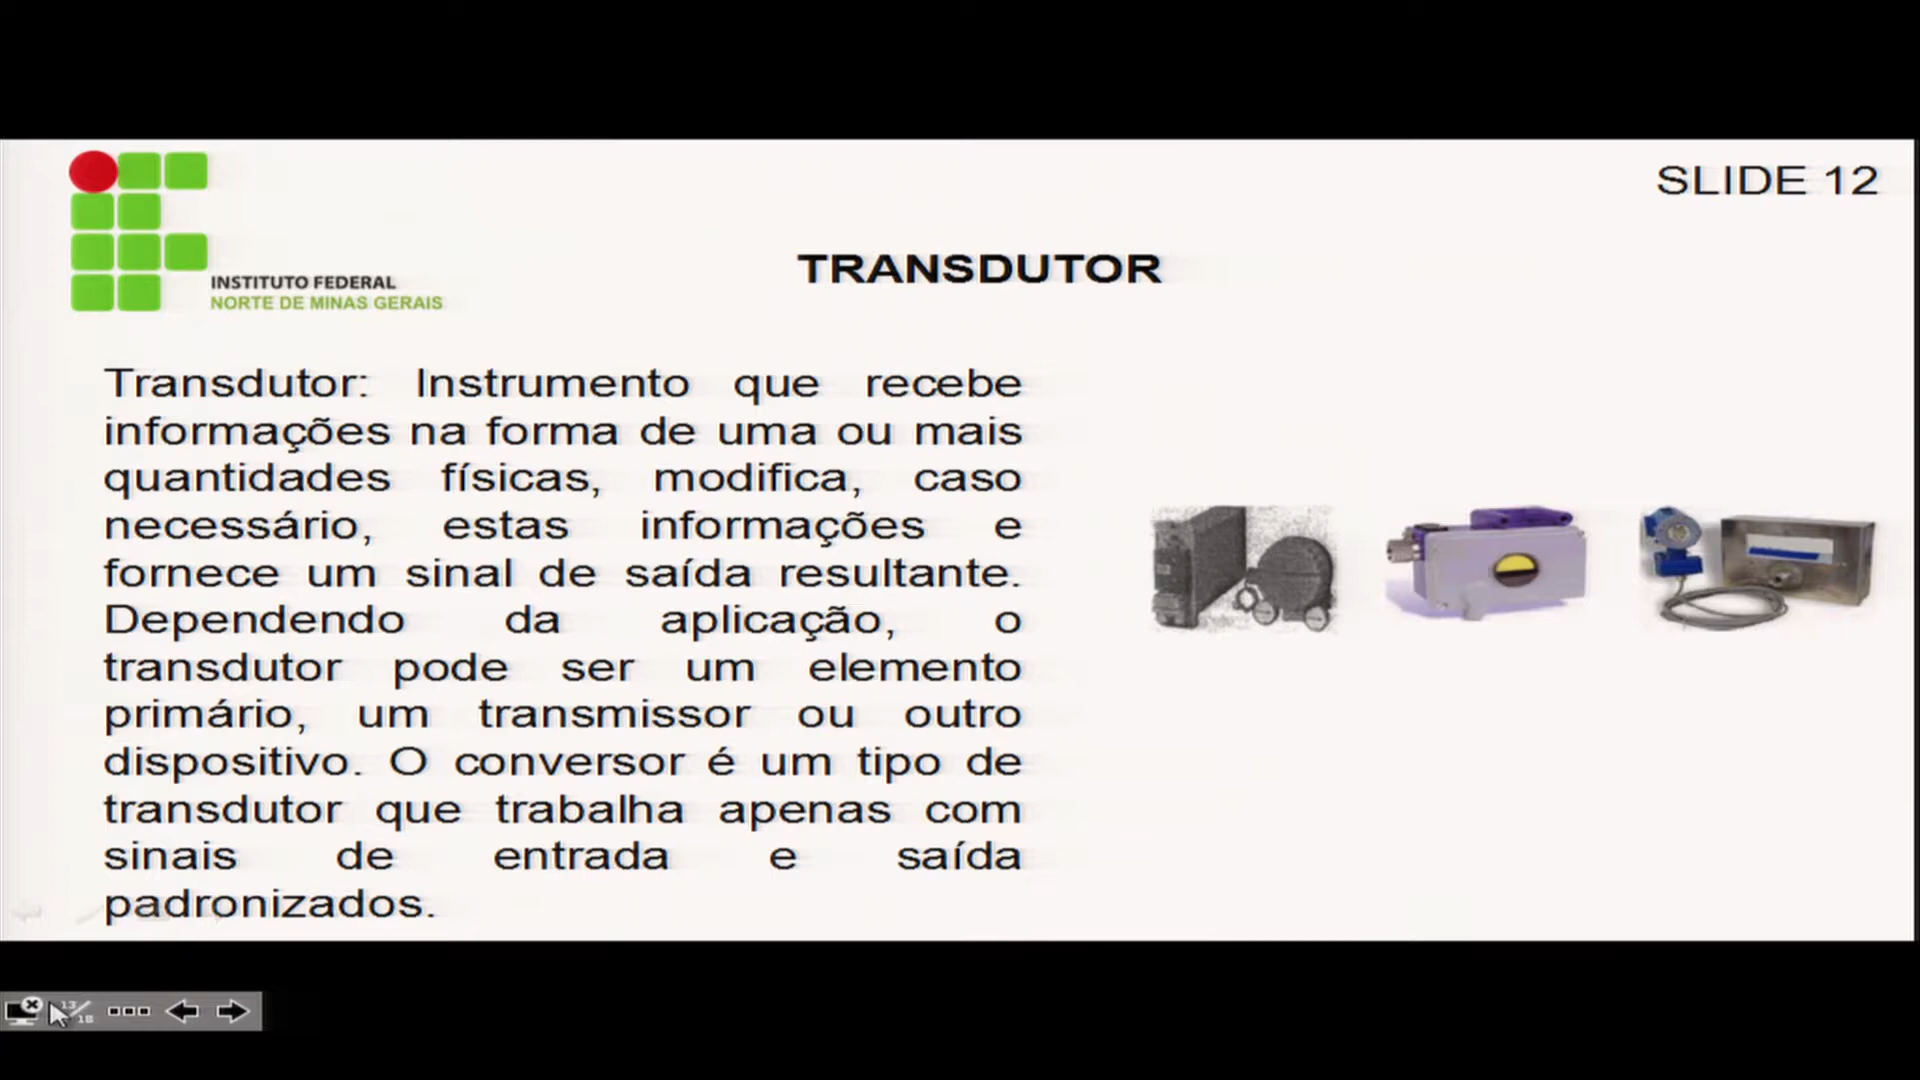 SLIDE 12
INSTITUTO FEDERAL
NORTE DE MINAS GERAIS
TRANSDUTOR
Transdutor: Instrumento que recebe
informações na forma de uma ou mais
quantidades físicas, modifica, caso
necessário, estas informações e
fornece um sinal de saída resultante.
Dependendo da aplicação, o
transdutor pode ser um elemento
primário, um transmissor ou outro
dispositivo. O conversor é um tipo de
transdutor que trabalha apenas com
sinais de entrada e saída
padronizados.
13/18